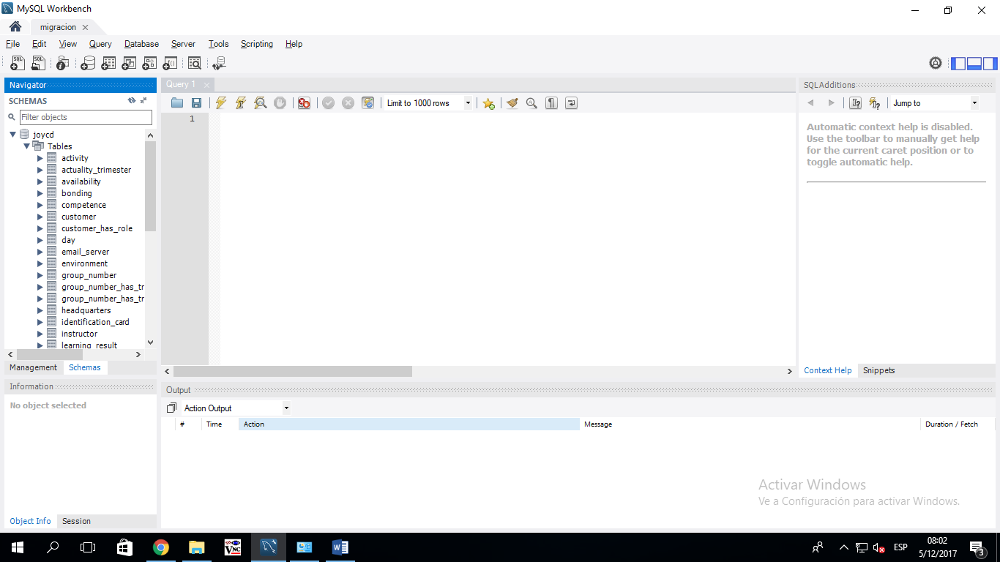 MySQL Workbench
migracion
File Edit View Query Database Server Tools Scripting Help
Navigator
SCHEMAS
Filter objects
joycd
Tables
activity
actuality_trimester
availability
bonding
competence
customer
customer_has_role
day
email_server
environment
group_number
group_number_has_tr
group_number_has_tr
headquarters
identification_card
instructor
learning_result
Management Schemas
Information
No object selected
Object Info Session
Query 1
Limit to 1000 rows
1
SQLAdditions
Jump to
Automatic context help is disabled.
Use the toolbar to manually get help
for the current caret position or to
toggle automatic help.
Context Help Snippets
Output
Action Output
# Time Action Message Duration / Fetch
Activar Windows
Ve a Configuración para activar Windows.
VNC
ESP
08:02
5/12/2017
3